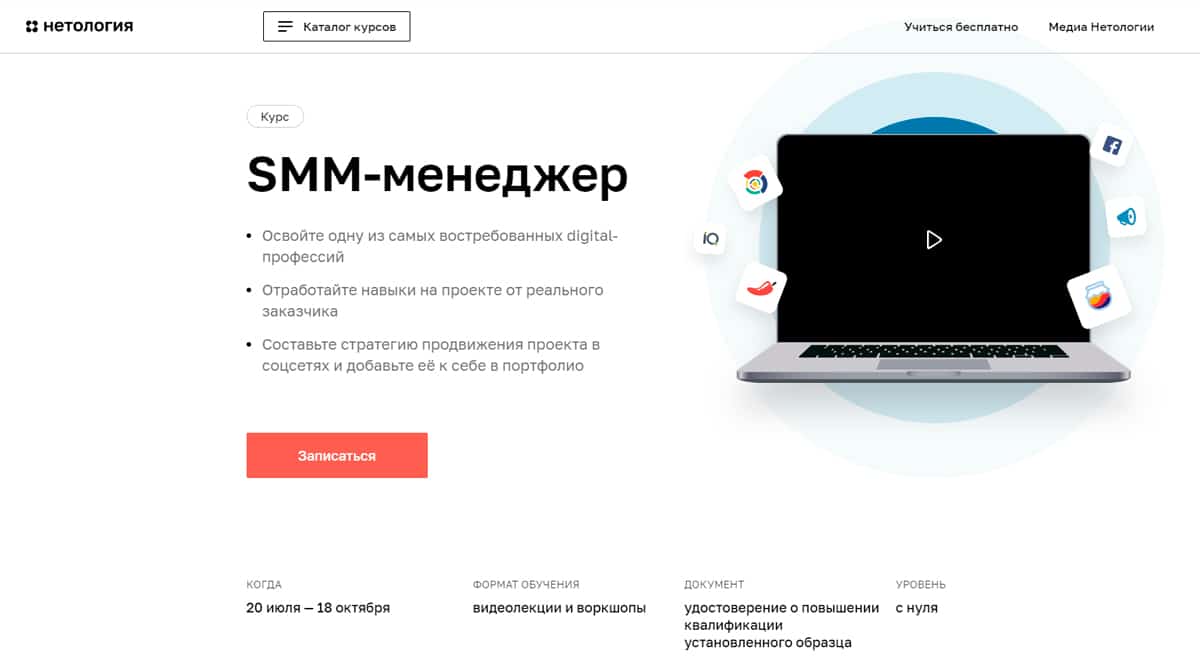 нетология
Каталог курсов
Учиться бесплатно
Медиа Нетологии
Курс
SMM-менеджер
Освойте одну из самых востребованных digital-
профессий
Отработайте навыки на проекте от реального
заказчика
Составьте стратегию продвижения проекта в
соцсетях и добавьте её к себе в портфолио
iQ
Записаться
КОГДА
20 июля — 18 октября
ФОРМАТ ОБУЧЕНИЯ
видеолекции и воркшопы
ДОКУМЕНТ
удостоверение о повышении
квалификации
установленного образца
УРОВЕНЬ
с нуля